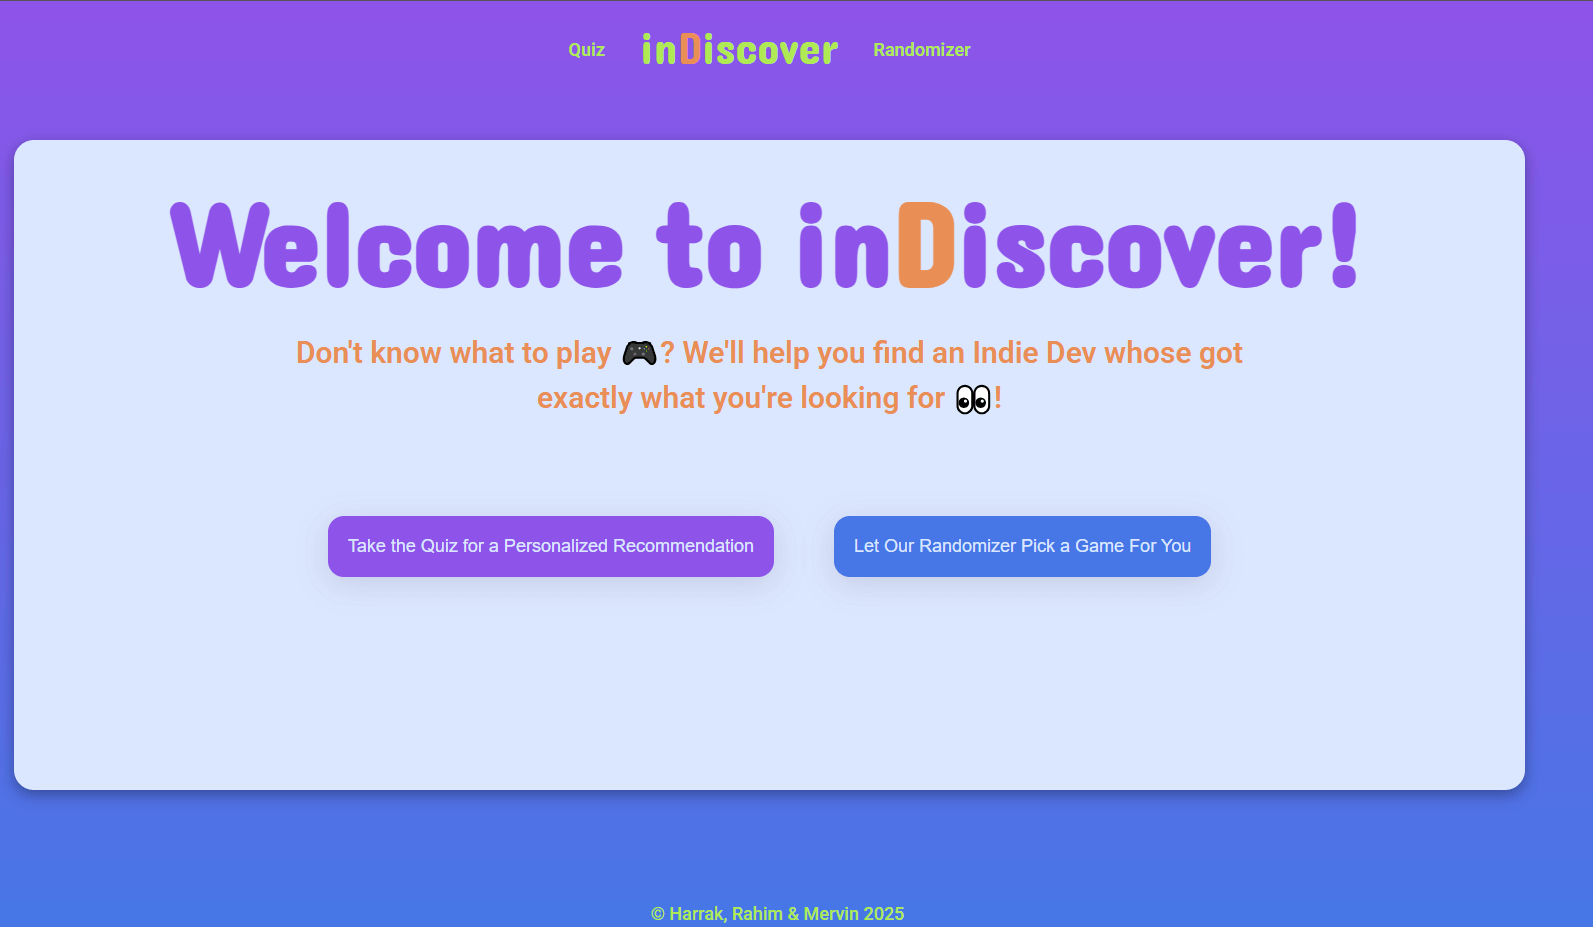 Quiz inDiscover Randomizer
Welcome to inDiscover!
Don't know what to play 🎮? We'll help you find an Indie Dev whose got
exactly what you're looking for 👀!
Take the Quiz for a Personalized Recommendation
Let Our Randomizer Pick a Game For You
© Harrak, Rahim & Mervin 2025